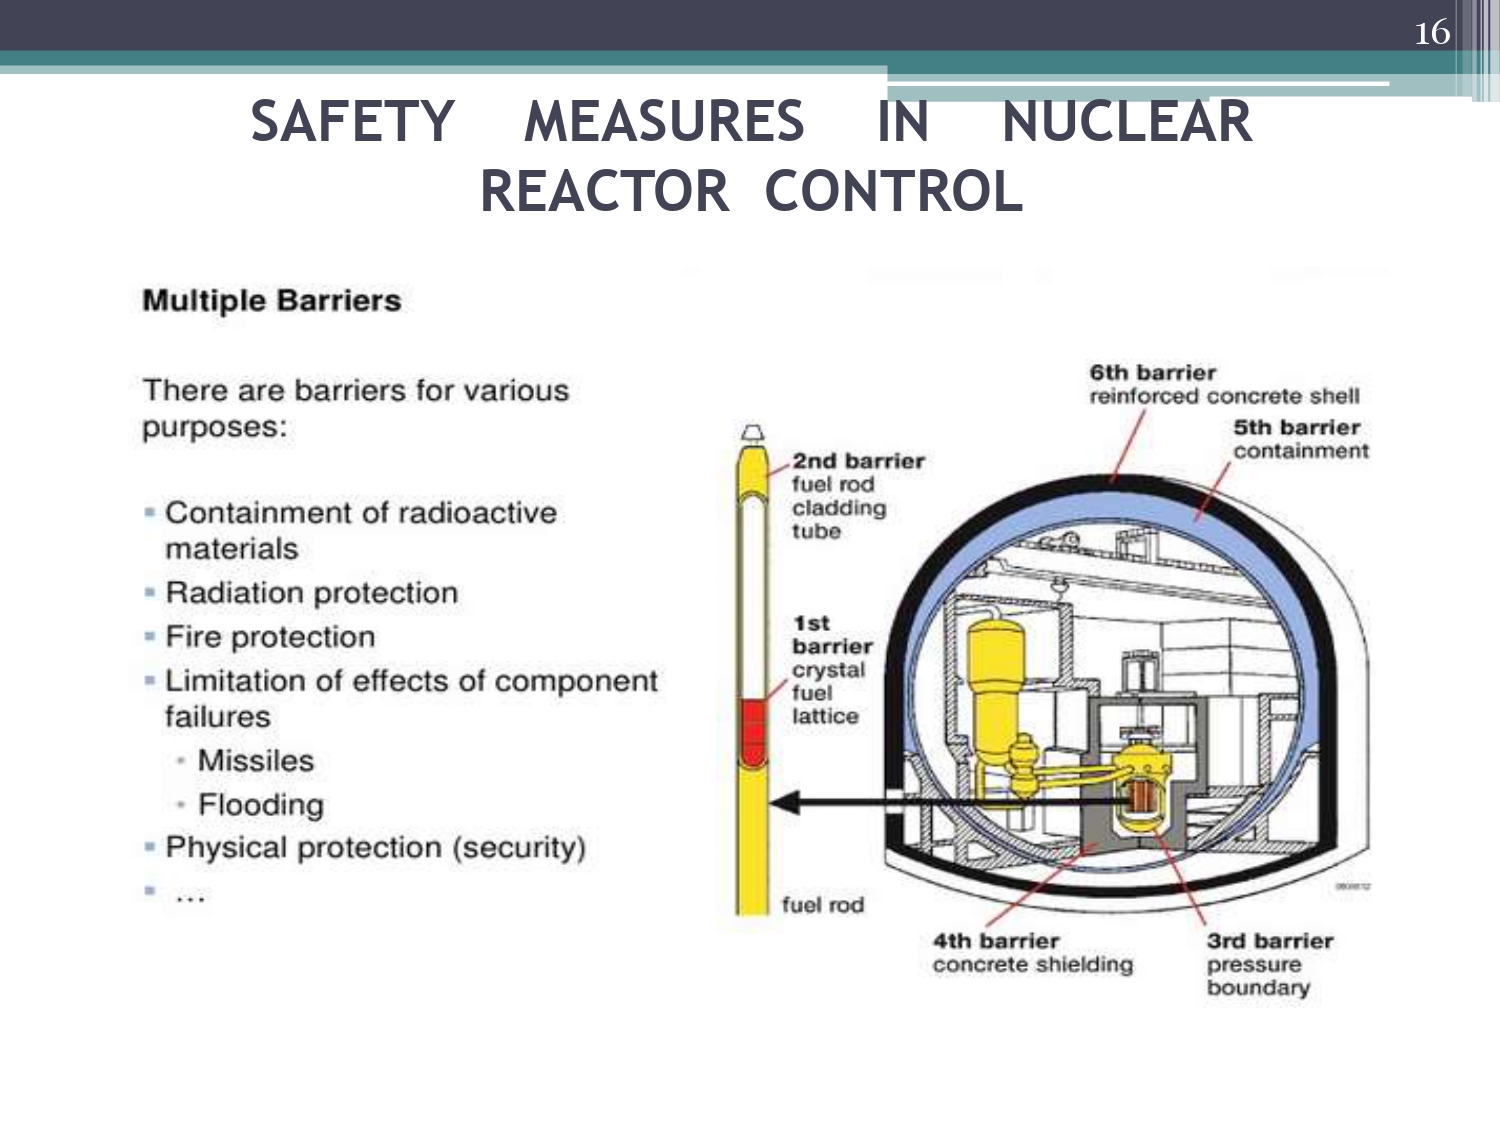 16
SAFETY MEASURES IN NUCLEAR
REACTOR CONTROL
Multiple Barriers
There are barriers for various
purposes:
▪ Containment of radioactive
materials
▪ Radiation protection
▪ Fire protection
▪ Limitation of effects of component
failures
• Missiles
• Flooding
▪ Physical protection (security)
▪ ...
6th barrier
reinforced concrete shell
5th barrier
containment
2nd barrier
fuel rod
cladding
tube
1st
barrier
crystal
fuel
lattice
fuel rod
4th barrier
concrete shielding
3rd barrier
pressure
boundary